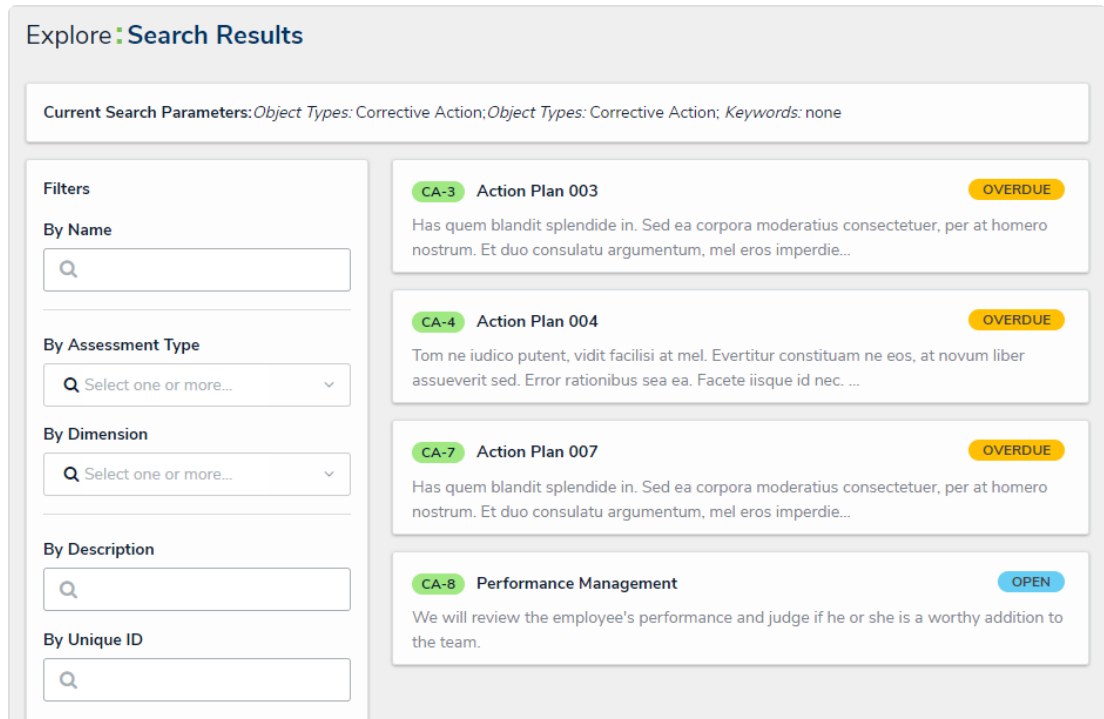 Explore:Search Results
Current Search Parameters:Object Types: Corrective Action;Object Types: Corrective Action; Keywords: none
Filters
By Name
By Assessment Type
Select one or more...
By Dimension
Select one or more...
By Description
By Unique ID
CA-3 Action Plan 003 OVERDUE
Has quem blandit splendide in. Sed ea corpora moderatius consectetuer, per at homero
nostrum. Et duo consulatu argumentum, mel eros imperdie...
CA-4 Action Plan 004 OVERDUE
Tom ne iudico putent, vidit facilisi at mel. Evertitur constituam ne eos, at novum liber
assueverit sed. Error rationibus sea ea. Facete iisque id nec. ...
CA-7 Action Plan 007 OVERDUE
Has quem blandit splendide in. Sed ea corpora moderatius consectetuer, per at homero
nostrum. Et duo consulatu argumentum, mel eros imperdie...
CA-8 Performance Management OPEN
We will review the employee's performance and judge if he or she is a worthy addition to
the team.